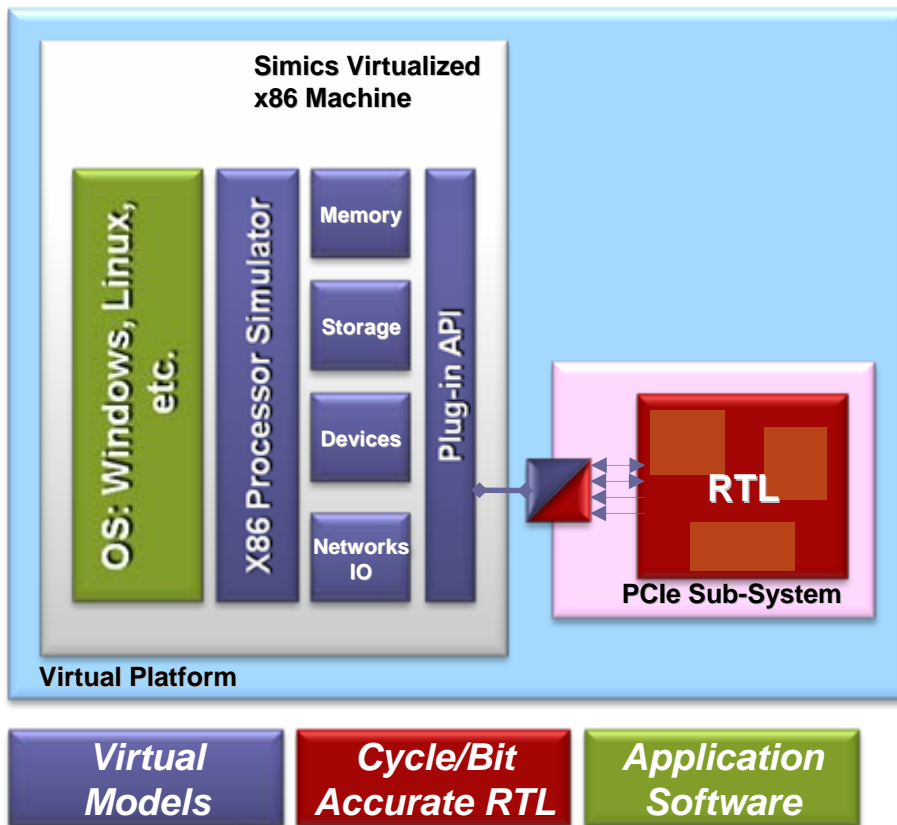 Simics Virtualized
x86 Machine
OS: Windows, Linux,
etc.
X86 Processor Simulator
Memory
Storage
Devices
Networks
IO
Plug-in API
RTL
PCIe Sub-System
Virtual Platform
Virtual
Models
Cycle/Bit
Accurate RTL
Application
Software